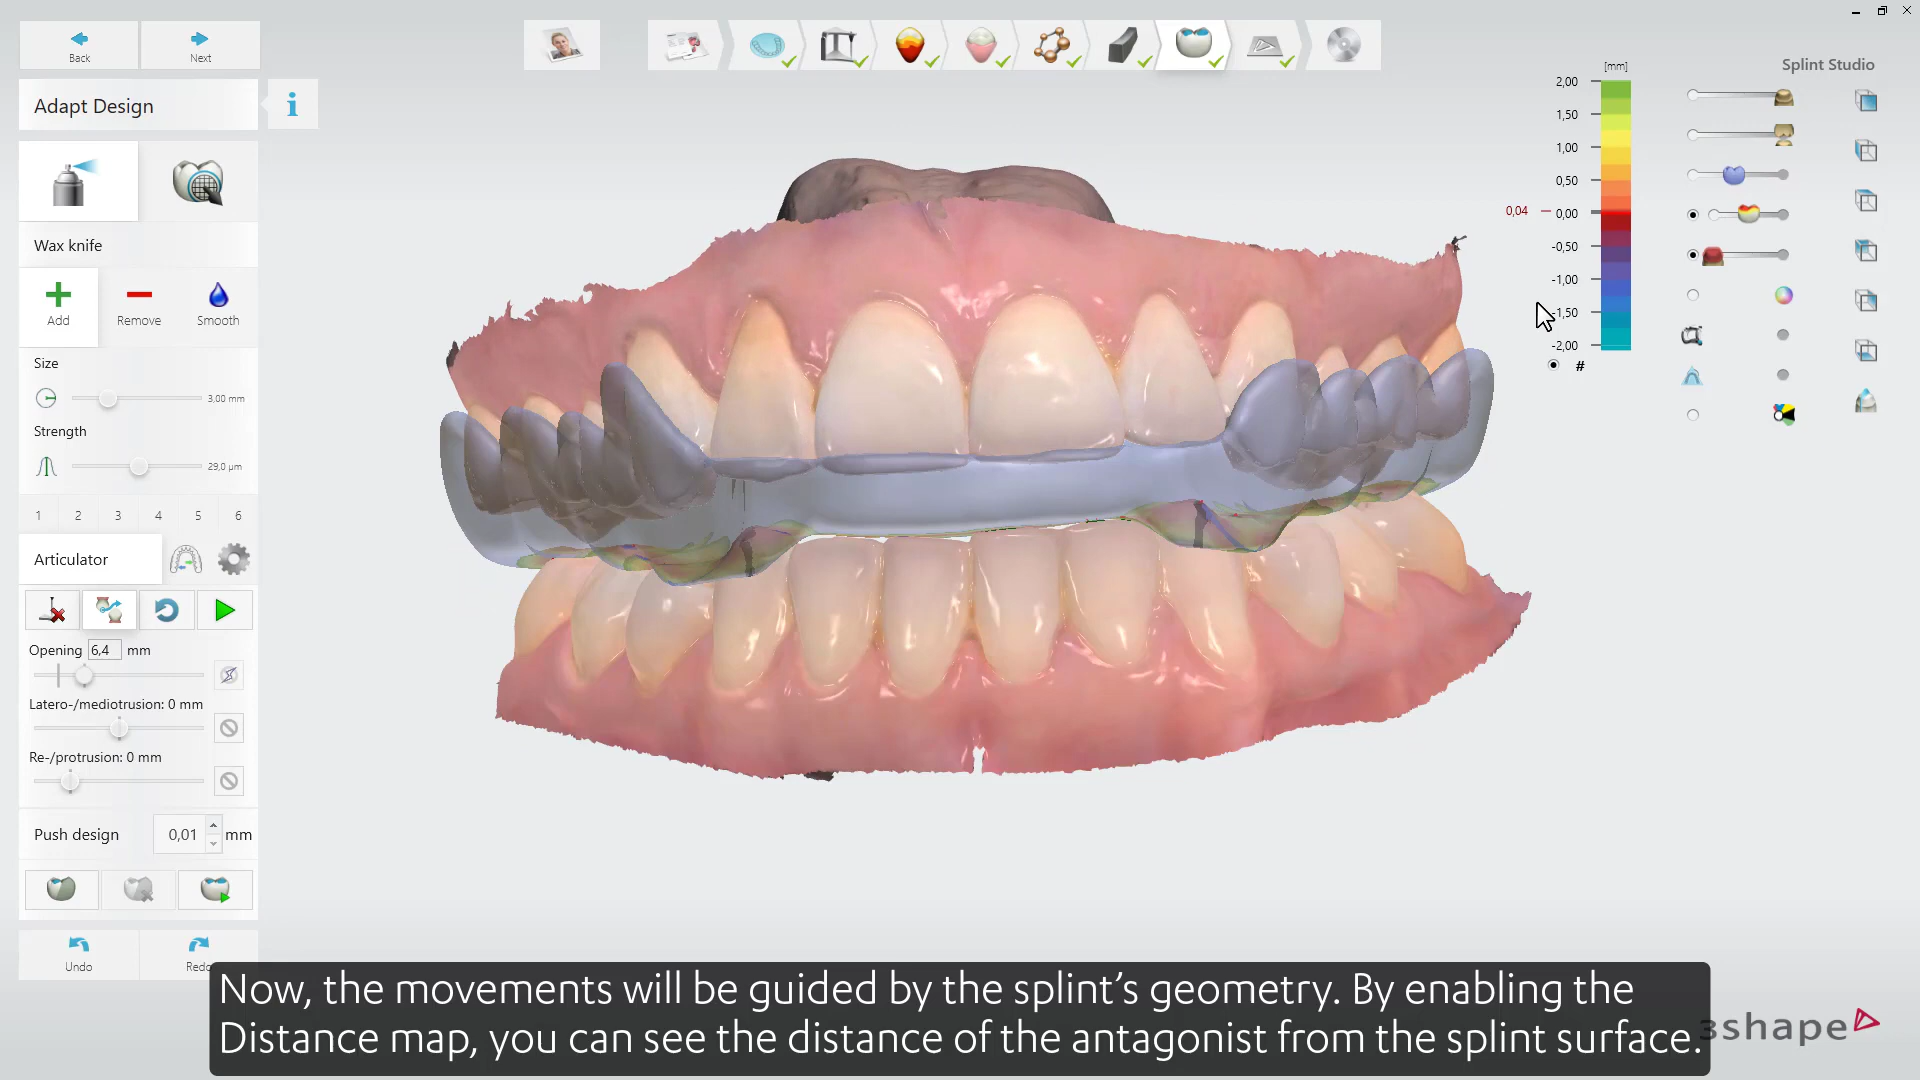 Back
Next
Splint Studio
Adapt Design
i
[mm]
2,00
1,50
1,00
0,50
0,04
0,00
-0,50
-1,00
-1,50
-2,00
#
Wax knife
Add
Remove
Smooth
Size
3,00 mm
Strength
29,0 µm
1 2 3 4 5 6
Articulator
Opening 6,4 mm
Latero-/mediotrusion: 0 mm
Re-/protrusion: 0 mm
Push design 0,01 mm
Undo
Redo
Now, the movements will be guided by the splint's geometry. By enabling the
Distance map, you can see the distance of the antagonist from the splint surface.
3shape